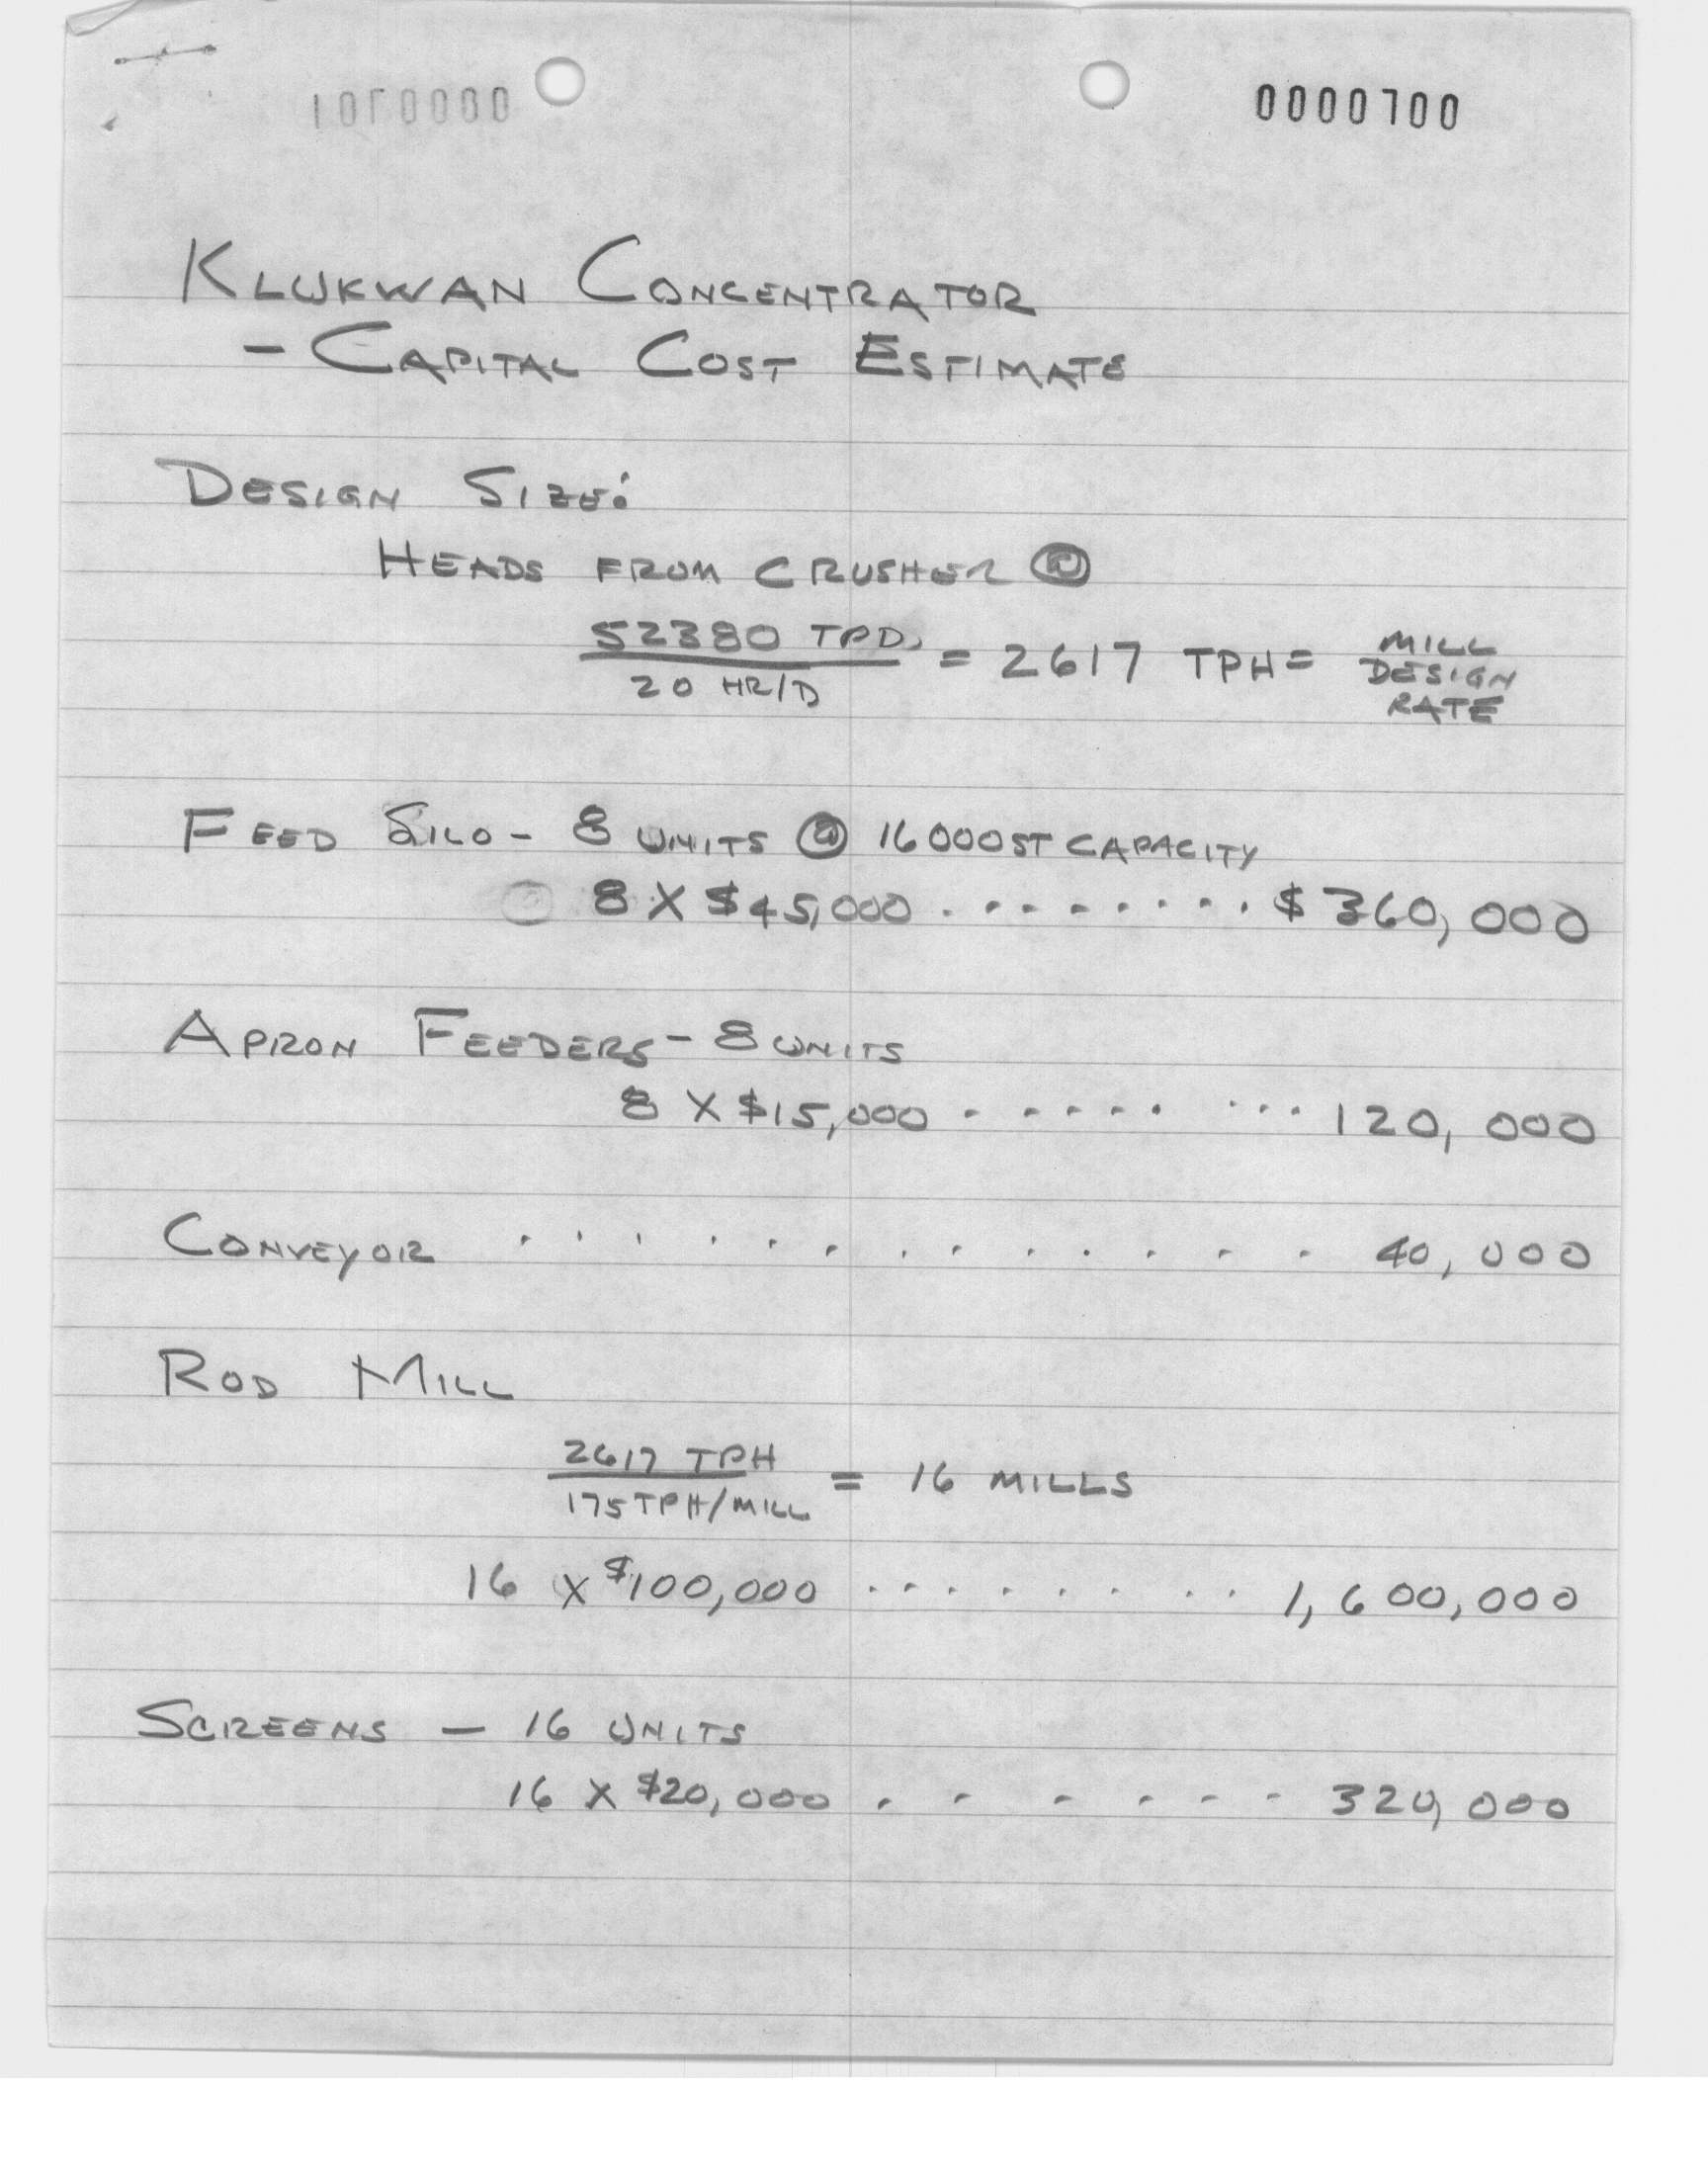 0000700
KLUKWAN CONCENTRATOR
- CAPITAL COST ESTIMATE
DESIGN SIZE:
HEADS FROM CRUSHER @
52380 TPD.
20 HR/D
= 2617 TPH =
MILL
DESIGN
RATE
FEED SILO - 8 UNITS @ 16000 ST CAPACITY
8 X $45,000 . . . . . . . . $360,000
APRON FEEDERS - 8 UNITS
8 X $15,000 . . . . . . . . . 120,000
CONVEYOR . . . . . . . . . . . . . 40,000
ROD MILL
2617 TPH
175 TPH/MILL
= 16 MILLS
16 X $100,000 . . . . . . . . . 1,600,000
SCREENS - 16 UNITS
16 X $20,000 . . . . . . . 320,000